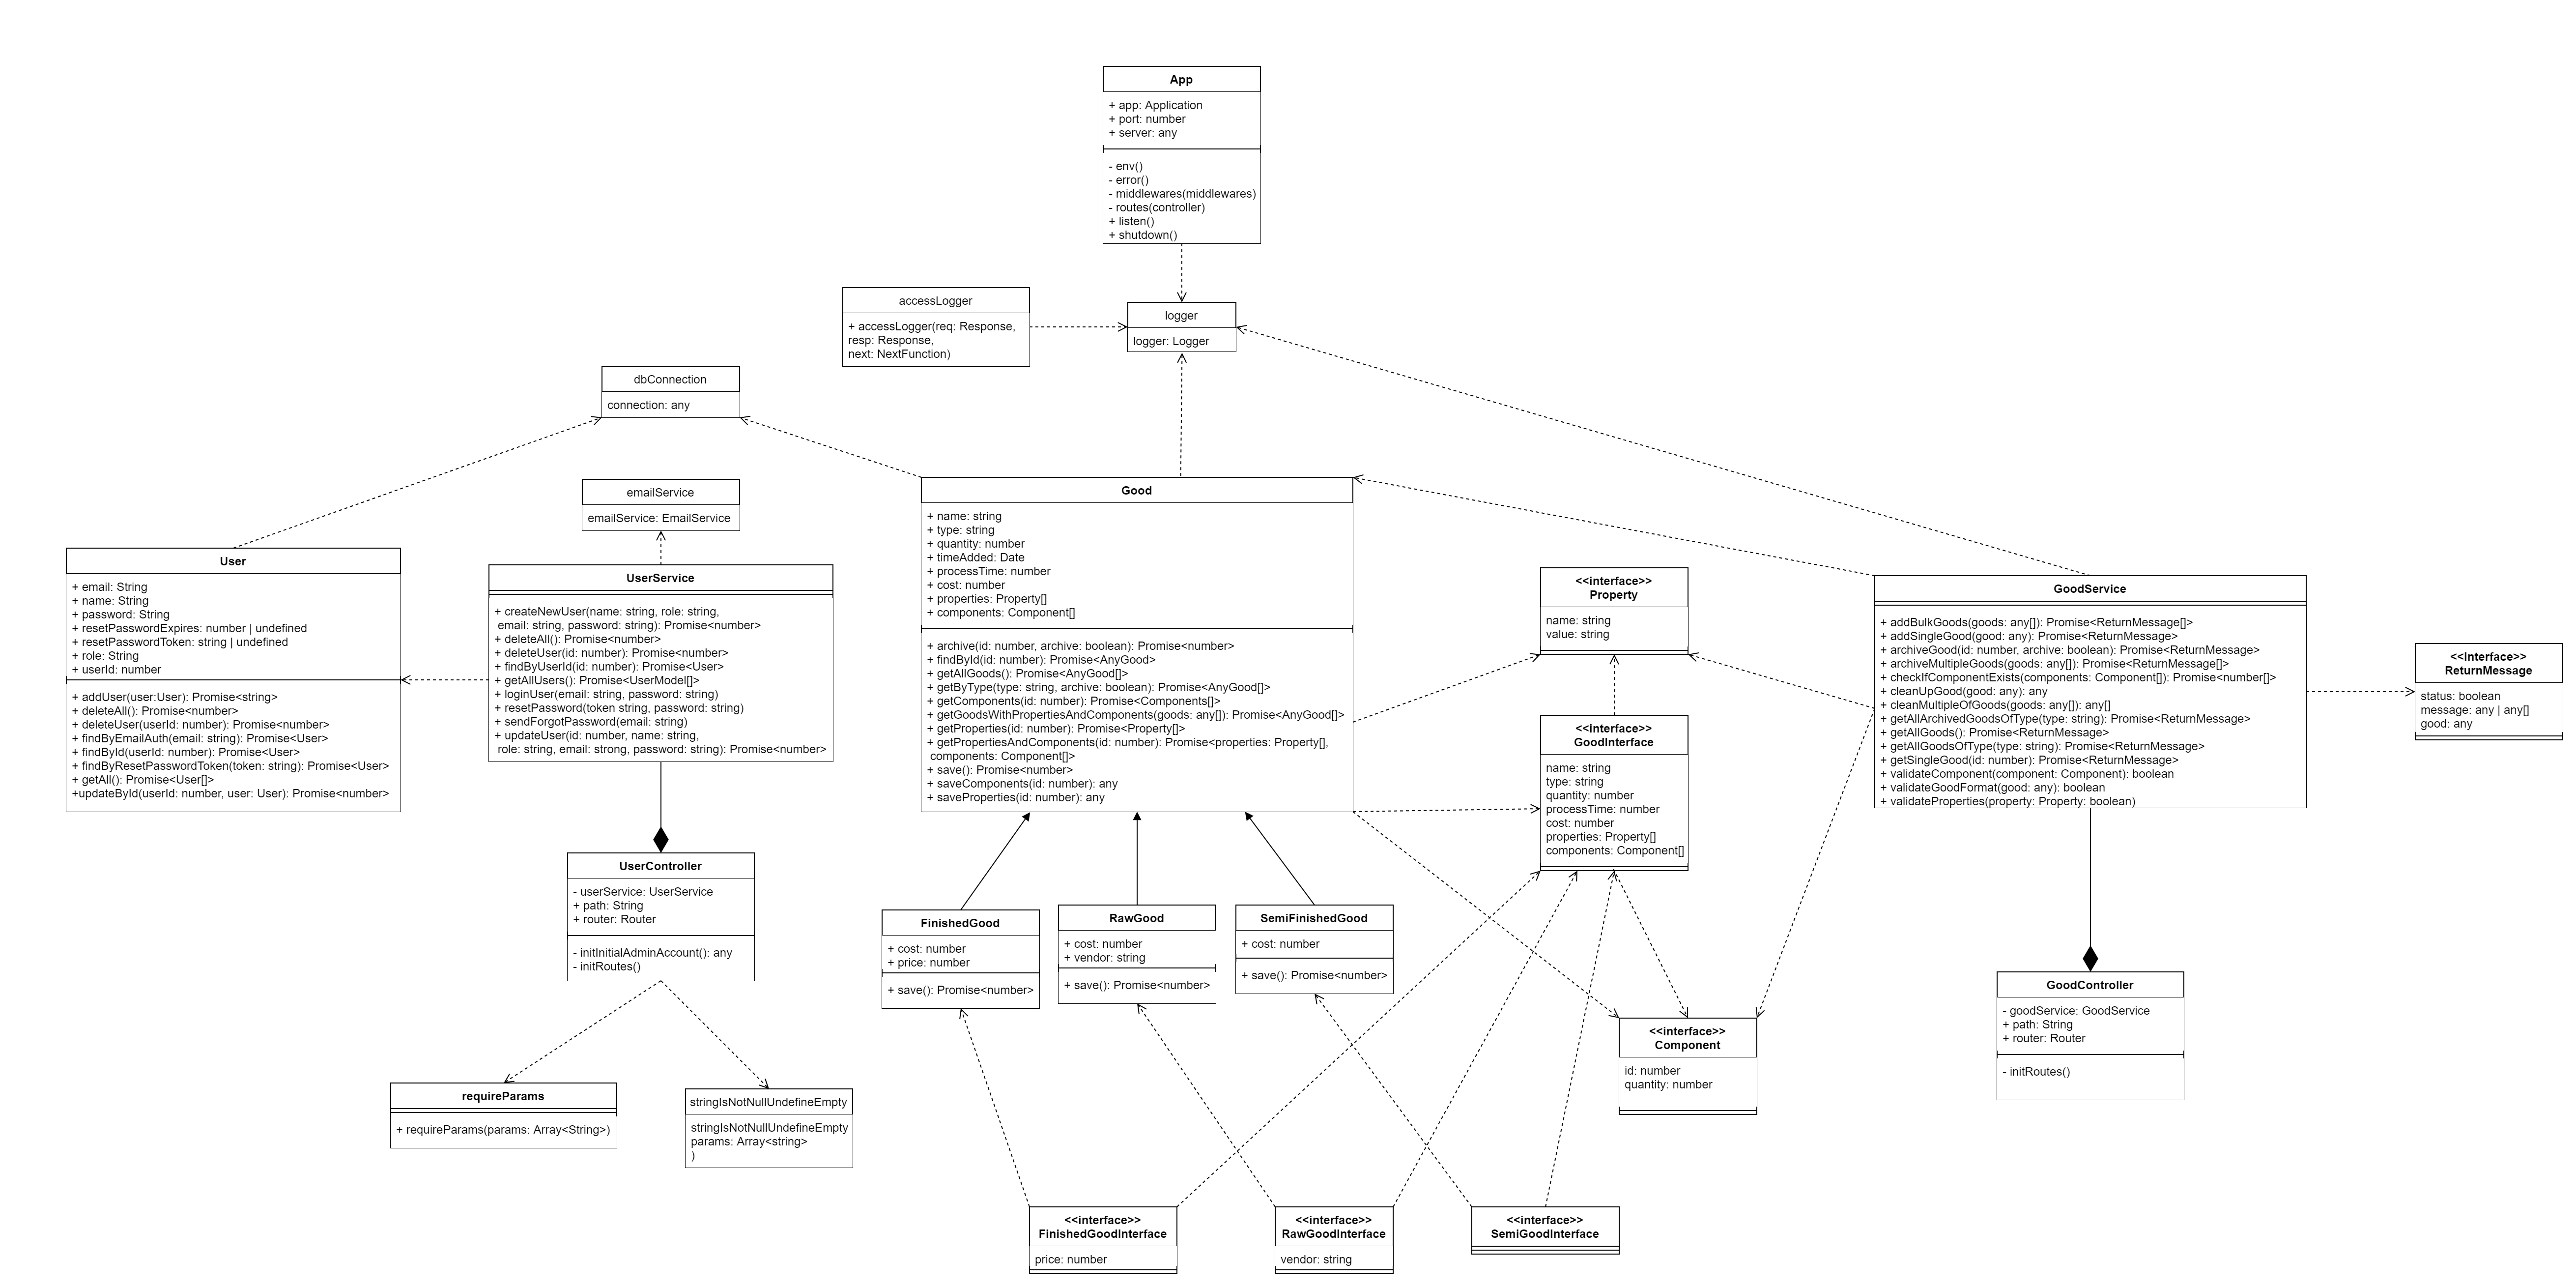 App
+ app: Application
+ port: number
+ server: any
- env()
- error()
- middlewares(middlewares)
- routes(controller)
+ listen()
+ shutdown()
accessLogger
+ accessLogger(req: Response,
resp: Response,
next: NextFunction)
logger
logger: Logger
dbConnection
connection: any
emailService
emailService: EmailService
User
+ email: String
+ name: String
+ password: String
+ resetPasswordExpires: number | undefined
+ resetPasswordToken: string | undefined
+ role: String
+ userId: number
+ addUser(user:User): Promise<string>
+ deleteAll(): Promise<number>
+ deleteUser(userId: number): Promise<number>
+ findByEmailAuth(email: string): Promise<User>
+ findById(userId: number): Promise<User>
+ findByResetPasswordToken(token: string): Promise<User>
+ getAll(): Promise<User[]>
+updateById(userId: number, user: User): Promise<number>
UserService
+ createNewUser(name: string, role: string,
email: string, password: string): Promise<number>
+ deleteAll(): Promise<number>
+ deleteUser(id: number): Promise<number>
+ findByUserId(id: number): Promise<User>
+ getAllUsers(): Promise<UserModel[]>
+ loginUser(email: string, password: string)
+ resetPassword(token string, password: string)
+ sendForgotPassword(email: string)
+ updateUser(id: number, name: string,
role: string, email: strong, password: string): Promise<number>
Good
+ name: string
+ type: string
+ quantity: number
+ timeAdded: Date
+ processTime: number
+ cost: number
+ properties: Property[]
+ components: Component[]
+ archive(id: number, archive: boolean): Promise<number>
+ findById(id: number): Promise<AnyGood>
+ getAllGoods(): Promise<AnyGood[]>
+ getByType(type: string, archive: boolean): Promise<AnyGood[]>
+ getComponents(id: number): Promise<Components[]>
+ getGoodsWithPropertiesAndComponents(goods: any[]): Promise<AnyGood[]>
+ getProperties(id: number): Promise<Property[]>
+ getPropertiesAndComponents(id: number): Promise<properties: Property[],
components: Component[]>
+ save(): Promise<number>
+ saveComponents(id: number): any
+ saveProperties(id: number): any
<<interface>>
Property
name: string
value: string
<<interface>>
GoodInterface
name: string
type: string
quantity: number
processTime: number
cost: number
properties: Property[]
components: Component[]
GoodService
+ addBulkGoods(goods: any[]): Promise<ReturnMessage[]>
+ addSingleGood(good: any): Promise<ReturnMessage>
+ archiveGood(id: number, archive: boolean): Promise<ReturnMessage>
+ archiveMultipleGoods(goods: any[]): Promise<ReturnMessage[]>
+ checkIfComponentExists(components: Component[]): Promise<number[]>
+ cleanUpGood(good: any): any
+ cleanMultipleOfGoods(goods: any[]): any[]
+ getAllArchivedGoodsOfType(type: string): Promise<ReturnMessage>
+ getAllGoods(): Promise<ReturnMessage>
+ getAllGoodsOfType(type: string): Promise<ReturnMessage>
+ getSingleGood(id: number): Promise<ReturnMessage>
+ validateComponent(component: Component): boolean
+ validateGoodFormat(good: any): boolean
+ validateProperties(property: Property: boolean)
<<interface>>
ReturnMessage
status: boolean
message: any | any[]
good: any
UserController
- userService: UserService
+ path: String
+ router: Router
- initInitialAdminAccount(): any
- initRoutes()
FinishedGood
+ cost: number
+ price: number
+ save(): Promise<number>
RawGood
+ cost: number
+ vendor: string
+ save(): Promise<number>
SemiFinishedGood
+ cost: number
+ save(): Promise<number>
<<interface>>
Component
id: number
quantity: number
GoodController
- goodService: GoodService
+ path: String
+ router: Router
- initRoutes()
requireParams
+ requireParams(params: Array<String>)
stringIsNotNullUndefineEmpty
stringIsNotNullUndefineEmpty
params: Array<string>
)
<<interface>>
FinishedGoodInterface
price: number
<<interface>>
RawGoodInterface
vendor: string
<<interface>>
SemiGoodInterface